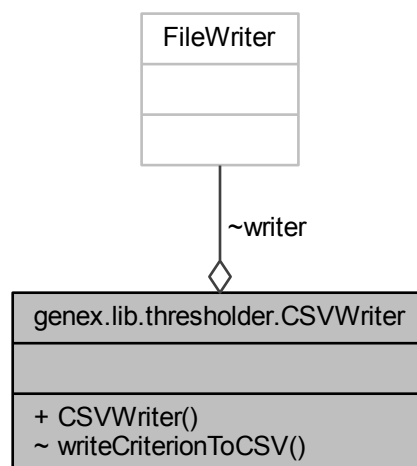 FileWriter
~writer
genex.lib.thresholder.CSVWriter
+ CSVWriter()
~ writeCriterionToCSV()